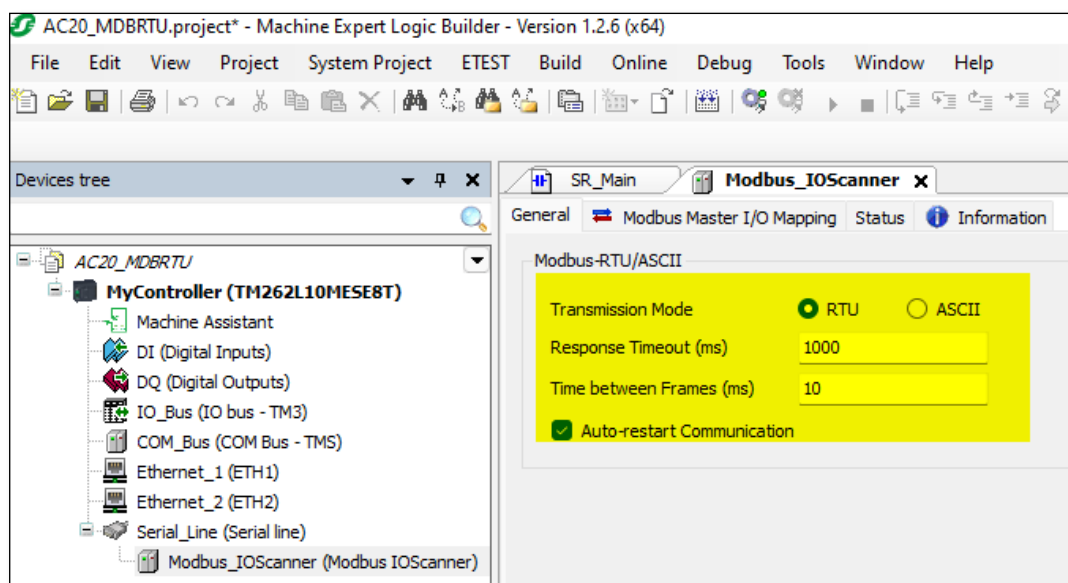 AC20_MDBRTU.project* - Machine Expert Logic Builder - Version 1.2.6 (x64)
File Edit View Project System Project ETEST Build Online Debug Tools Window Help
Devices tree
SR_Main Modbus_IOScanner
General Modbus Master I/O Mapping Status Information
AC20_MDBRTU
MyController (TM262L10MESE8T)
Machine Assistant
DI (Digital Inputs)
DQ (Digital Outputs)
IO_Bus (IO bus - TM3)
COM_Bus (COM Bus - TMS)
Ethernet_1 (ETH1)
Ethernet_2 (ETH2)
Serial_Line (Serial line)
Modbus_IOScanner (Modbus IOScanner)
Modbus-RTU/ASCII
Transmission Mode RTU ASCII
Response Timeout (ms) 1000
Time between Frames (ms) 10
Auto-restart Communication